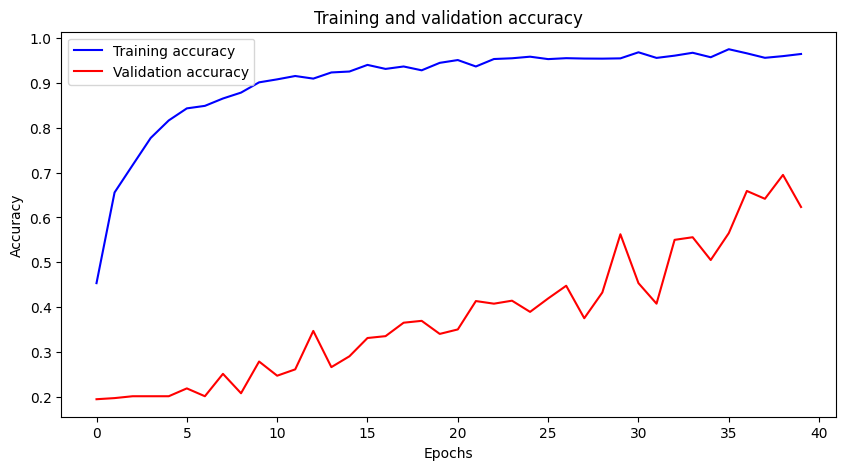 Training and validation accuracy
Training accuracy
Validation accuracy
1.0
0.9
0.8
0.7
0.6
0.5
0.4
0.3
0.2
Accuracy
0 5 10 15 20 25 30 35 40
Epochs